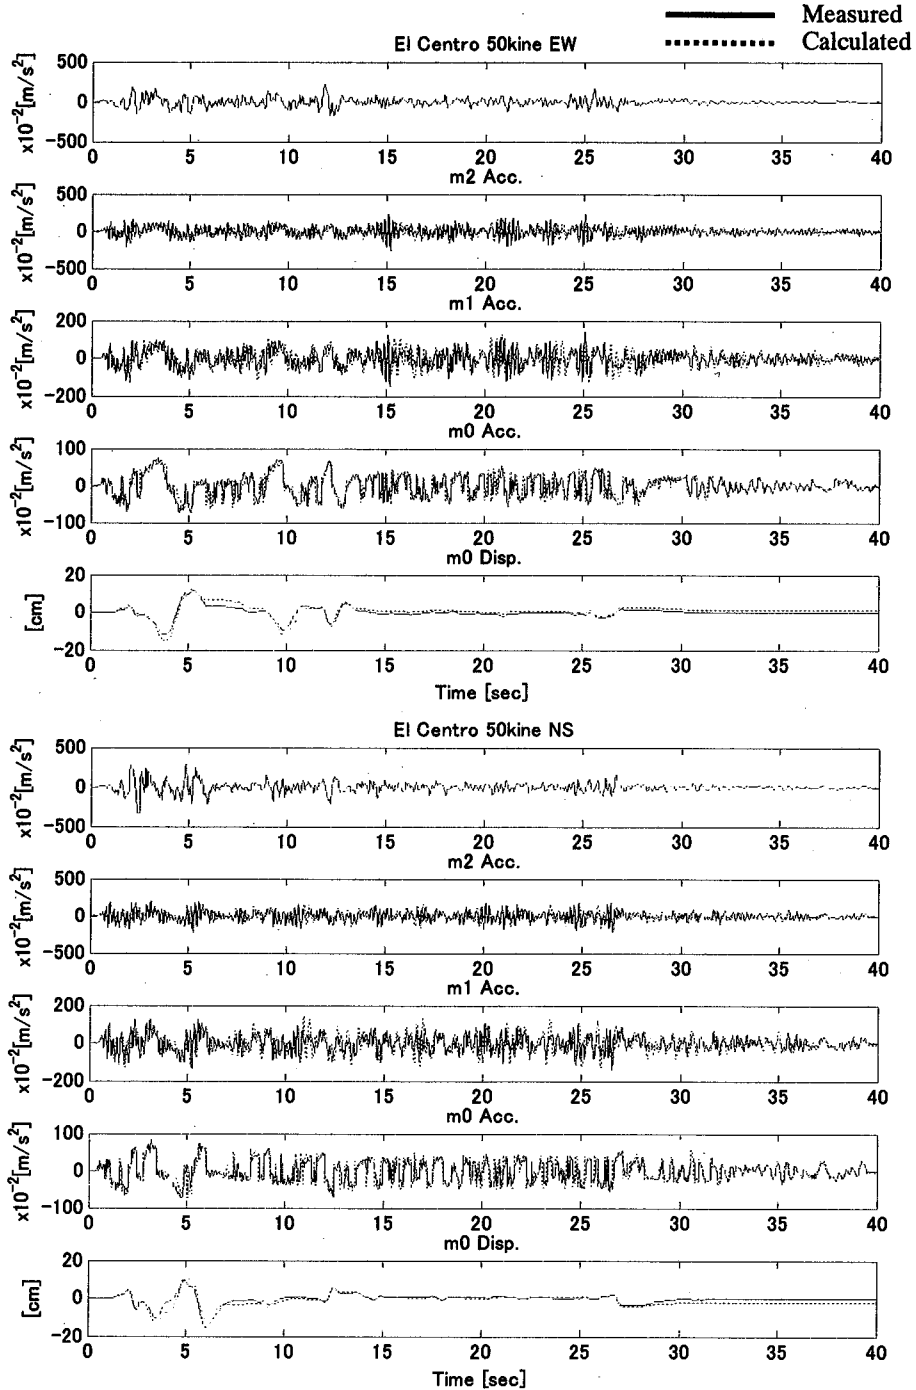 Measured
Calculated
El Centro 50kine EW
x10-2[m/s2]
500
0
-500
0 5 10 15 20 25 30 35 40
m2 Acc.
x10-2[m/s2]
500
0
-500
0 5 10 15 20 25 30 35 40
m1 Acc.
x10-2[m/s2]
200
0
-200
0 5 10 15 20 25 30 35 40
m0 Acc.
x10-2[m/s2]
100
0
-100
0 5 10 15 20 25 30 35 40
m0 Disp.
[cm]
20
0
-20
0 5 10 15 20 25 30 35 40
Time [sec]
El Centro 50kine NS
x10-2[m/s2]
500
0
-500
0 5 10 15 20 25 30 35 40
m2 Acc.
x10-2[m/s2]
500
0
-500
0 5 10 15 20 25 30 35 40
m1 Acc.
x10-2[m/s2]
200
0
-200
0 5 10 15 20 25 30 35 40
m0 Acc.
x10-2[m/s2]
100
0
-100
0 5 10 15 20 25 30 35 40
m0 Disp.
[cm]
20
0
-20
0 5 10 15 20 25 30 35 40
Time [sec]